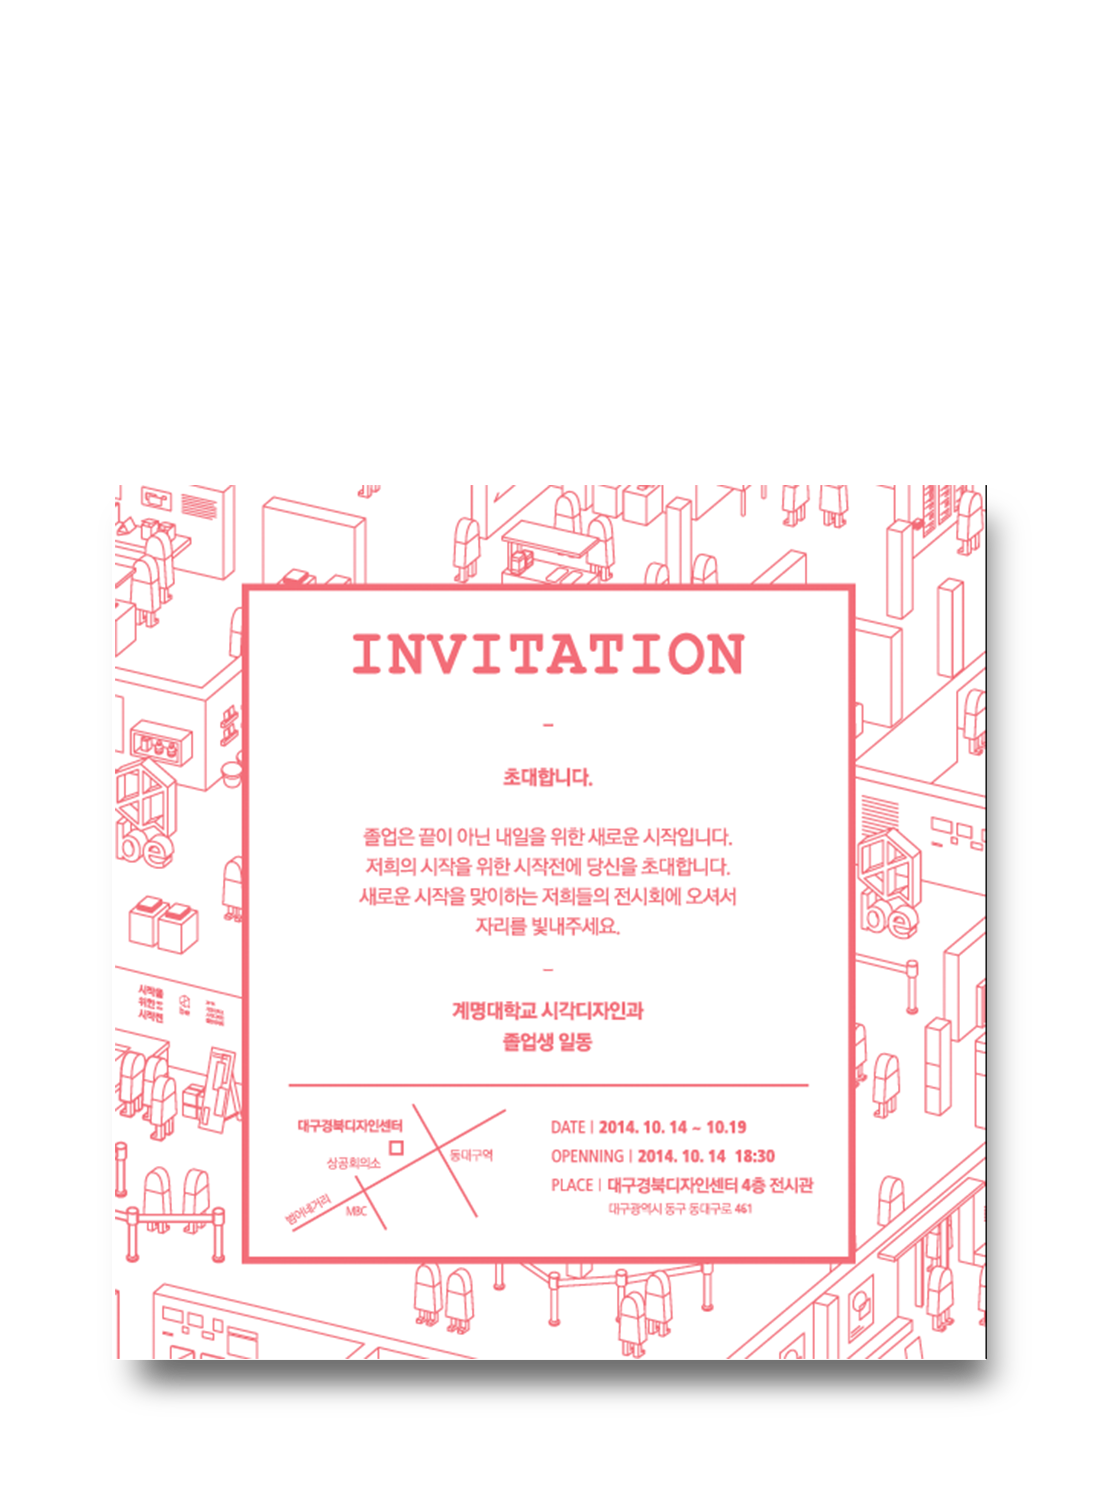 INVITATION
–
초대합니다.
졸업은 끝이 아닌 내일을 위한 새로운 시작입니다.
저희의 시작을 위한 시작전에 당신을 초대합니다.
새로운 시작을 맞이하는 저희들의 전시회에 오셔서
자리를 빛내주세요.
–
계명대학교 시각디자인과
졸업생 일동
대구경북디자인센터
상공회의소
동대구역
범어네거리
MBC
DATE | 2014. 10. 14 ~ 10.19
OPENNING | 2014. 10. 14 18:30
PLACE | 대구경북디자인센터 4층 전시관
대구광역시 동구 동대구로 461
be
be
시작을
위한
시작전